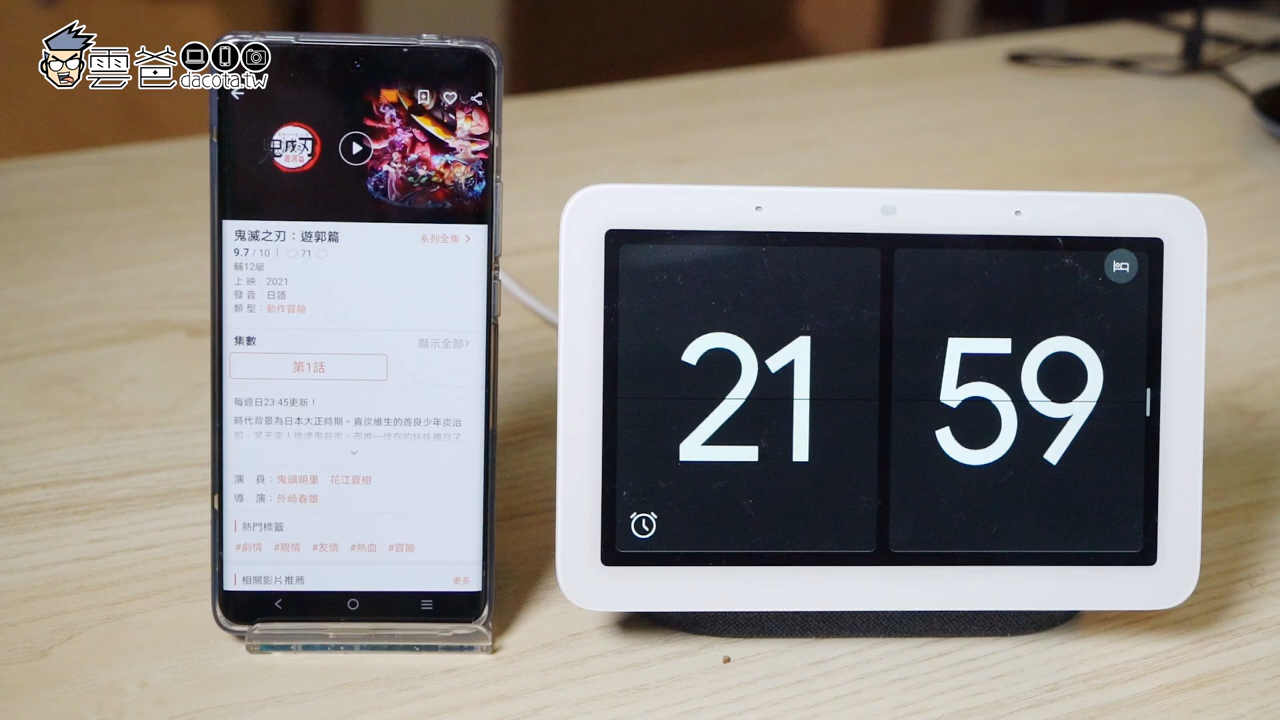 雲爸
dacota.tw
鬼滅之刃：遊郭篇
系列全集
9.7 / 10 | 71
輔12級
上映：2021
發音：日語
類型：動作冒險
集數
顯示全部
第1話
每週日23:45更新！
時代背景為日本大正時期。賣炭維生的善良少年炭治
演　員：鬼頭明里　花江夏樹
導　演：外崎春雄
熱門標籤
#劇情 #親情 #友情 #熱血 #冒險
相關影片推薦
更多
21 59